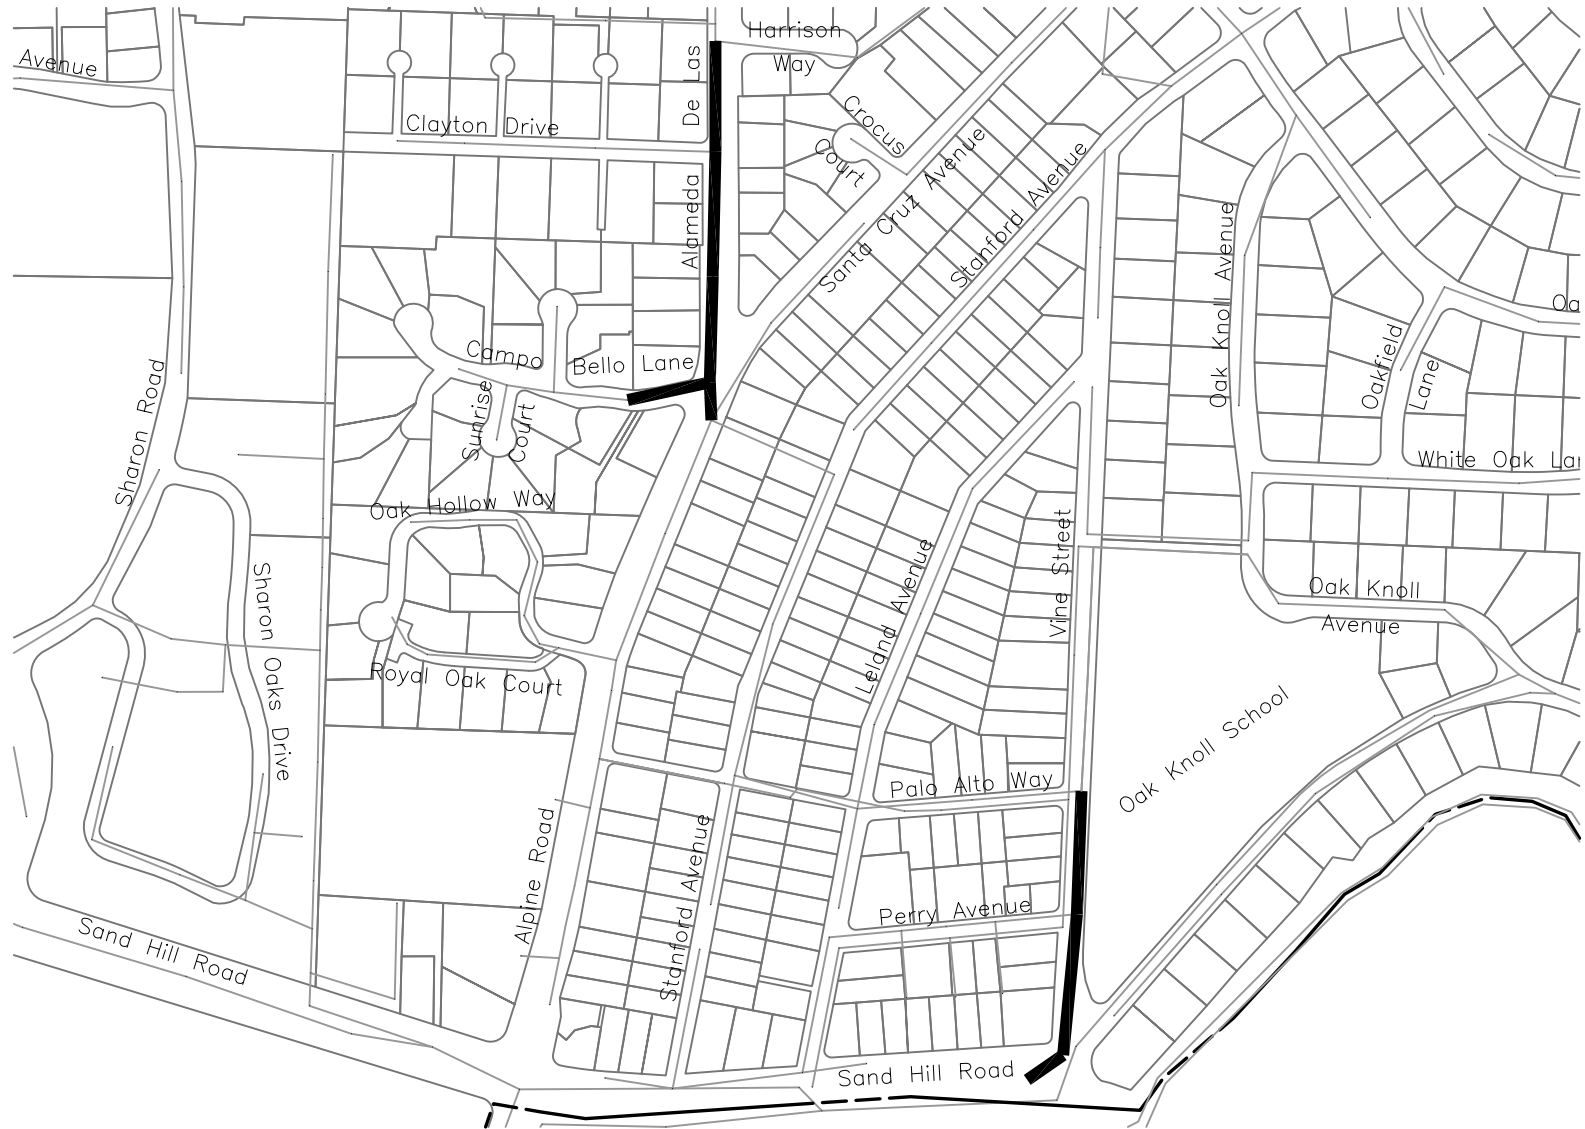 Harrison
Way
Avenue
De Las
Alameda
Clayton Drive
Crocus
Court
Santa Cruz Avenue
Stanford Avenue
Oak Knoll Avenue
Oa
Campo
Bello Lane
Sunrise
Court
Oakfield
Lane
Sharon Road
White Oak Lan
Oak Hollow Way
Vine Street
Leland Avenue
Sharon Oaks Drive
Oak Knoll
Avenue
Royal Oak Court
Oak Knoll School
Palo Alto Way
Alpine Road
Stanford Avenue
Perry Avenue
Sand Hill Road
Sand Hill Road